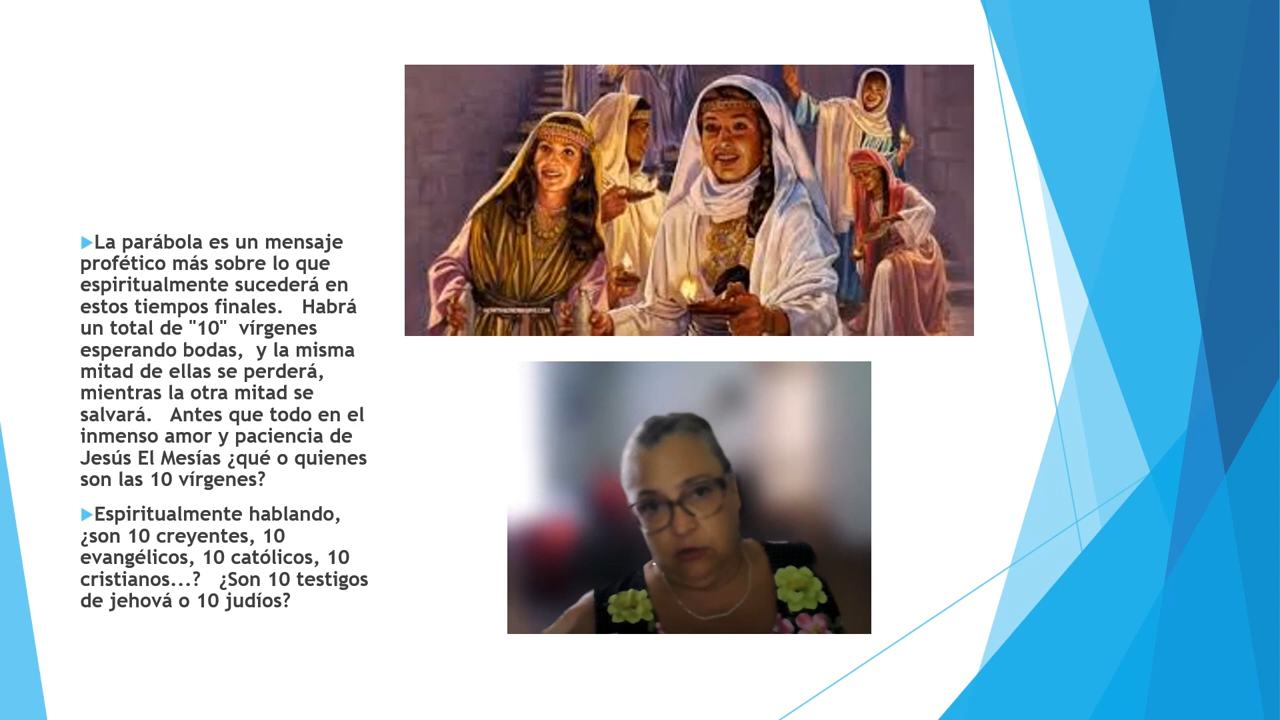 La parábola es un mensaje
profético más sobre lo que
espiritualmente sucederá en
estos tiempos finales.   Habrá
un total de "10"  vírgenes
esperando bodas,  y la misma
mitad de ellas se perderá,
mientras la otra mitad se
salvará.   Antes que todo en el
inmenso amor y paciencia de
Jesús El Mesías ¿qué o quienes
son las 10 vírgenes?
Espiritualmente hablando,
¿son 10 creyentes, 10
evangélicos, 10 católicos, 10
cristianos...?   ¿Son 10 testigos
de jehová o 10 judíos?